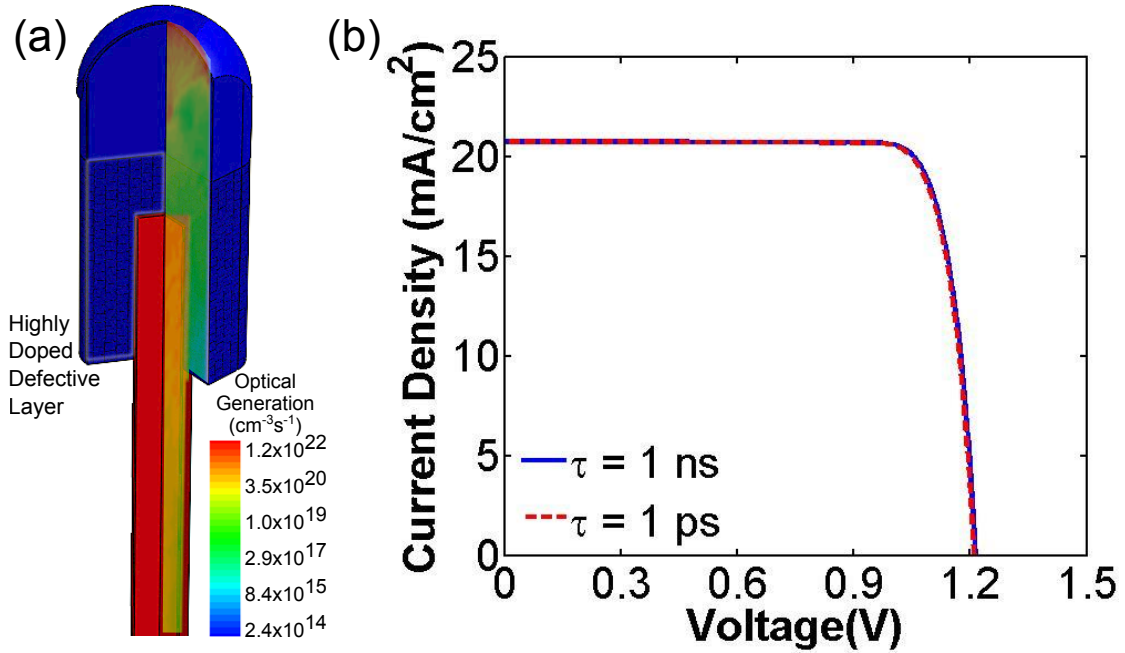 (a)
Highly
Doped
Defective
Layer
Optical
Generation
(cm⁻³s⁻¹)
1.2x10²²
3.5x10²⁰
1.0x10¹⁹
2.9x10¹⁷
8.4x10¹⁵
2.4x10¹⁴
(b)
Current Density (mA/cm²)
25
20
15
10
5
0
τ = 1 ns
τ = 1 ps
0 0.3 0.6 0.9 1.2 1.5
Voltage(V)